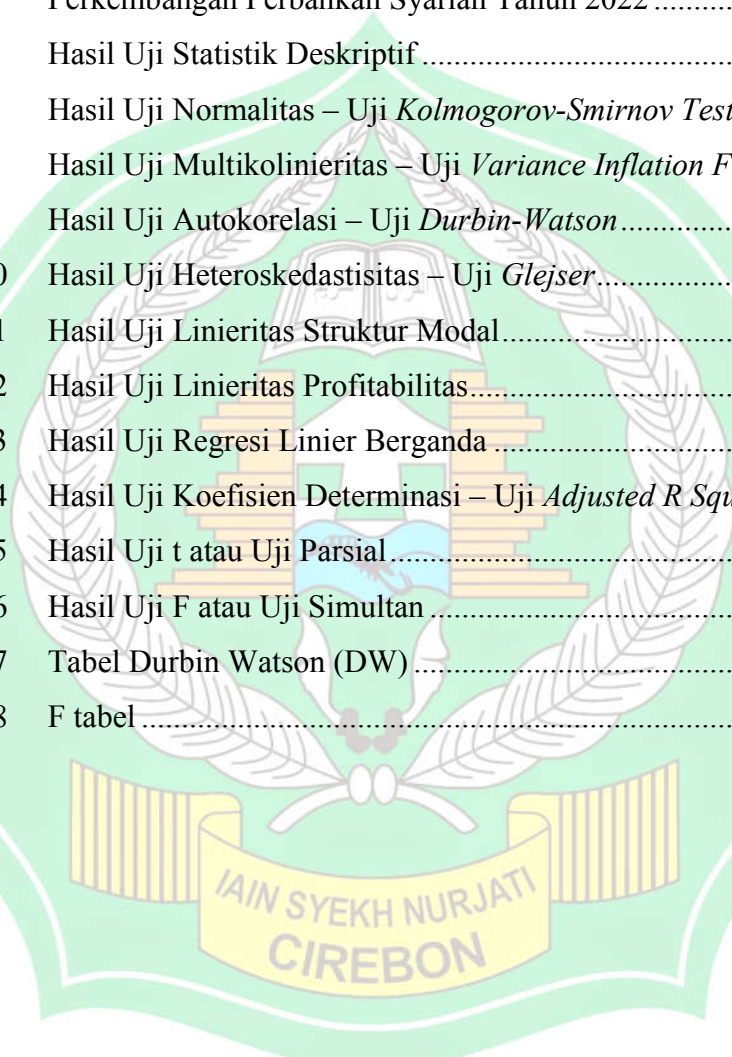 Perkembangan Perbankan Syariah Tahun 2022 ..........
Hasil Uji Statistik Deskriptif ..........
Hasil Uji Normalitas – Uji Kolmogorov-Smirnov Test
Hasil Uji Multikolinieritas – Uji Variance Inflation F
Hasil Uji Autokorelasi – Uji Durbin-Watson ..........
0 Hasil Uji Heteroskedastisitas – Uji Glejser ..........
1 Hasil Uji Linieritas Struktur Modal ..........
2 Hasil Uji Linieritas Profitabilitas ..........
3 Hasil Uji Regresi Linier Berganda ..........
4 Hasil Uji Koefisien Determinasi – Uji Adjusted R Squ
5 Hasil Uji t atau Uji Parsial ..........
6 Hasil Uji F atau Uji Simultan ..........
7 Tabel Durbin Watson (DW) ..........
8 F tabel ..........
IAIN SYEKH NURJATI
CIREBON